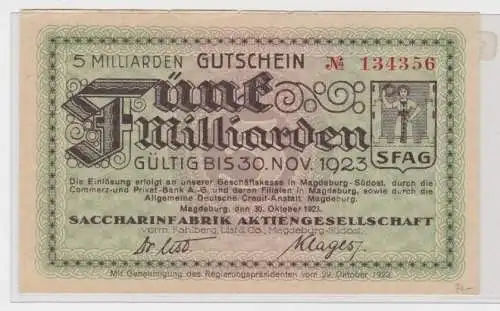 5 MILLIARDEN GUTSCHEIN № 134356
Fünf
Milliarden
GÜLTIG BIS 30. NOV. 1923
SFAG
Die Einlösung erfolgt an unserer Geschäftskasse in Magdeburg-Südost, durch die
Commerz-und Privat-Bank A.-G. und deren Filialen in Magdeburg, sowie durch die
Allgemeine Deutsche Credit-Anstalt Magdeburg.
Magdeburg, den 30. Oktober 1923.
SACCHARINFABRIK AKTIENGESELLSCHAFT
vorm. Fahlberg, List & Co., Magdeburg-Südost.
Mit Genehmigung des Regierungspräsidenten vom 29. Oktober 1923.